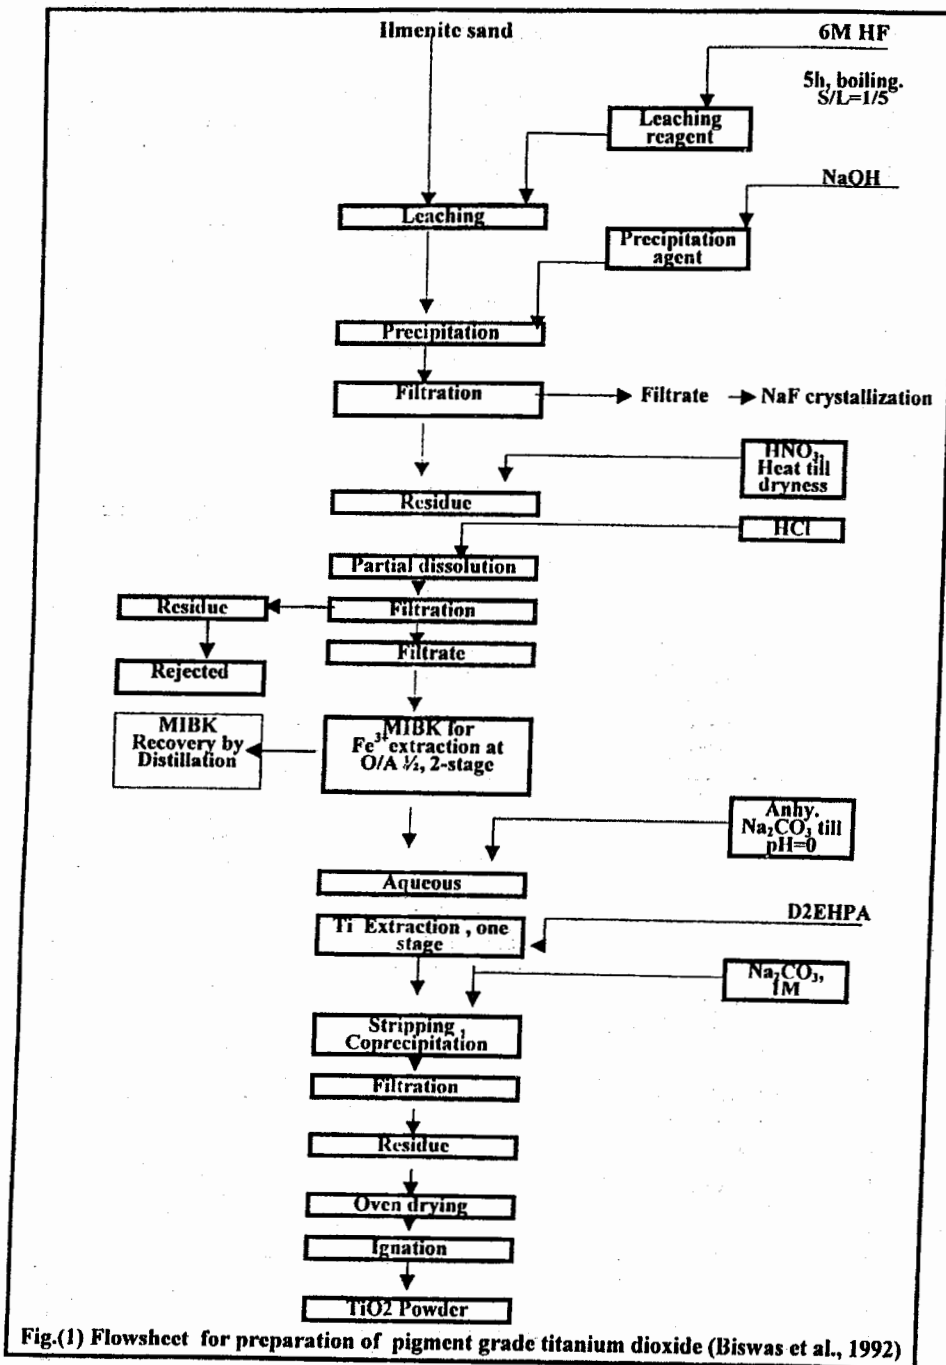 Ilmenite sand
6M HF
5h, boiling.
S/L=1/5
Leaching
reagent
NaOH
Leaching
Precipitation
agent
Precipitation
Filtration
Filtrate
NaF crystallization
HNO₃,
Heat till
dryness
Residue
HCl
Partial dissolution
Residue
Filtration
Filtrate
Rejected
MIBK
Recovery by
Distillation
MIBK for
Fe³⁺ extraction at
O/A ½, 2-stage
Anhy.
Na₂CO₃ till
pH=0
Aqueous
D2EHPA
Ti Extraction , one
stage
Na₂CO₃,
1M
Stripping ,
Coprecipitation
Filtration
Residue
Oven drying
Ignation
TiO2 Powder
Fig.(1) Flowsheet for preparation of pigment grade titanium dioxide (Biswas et al., 1992)